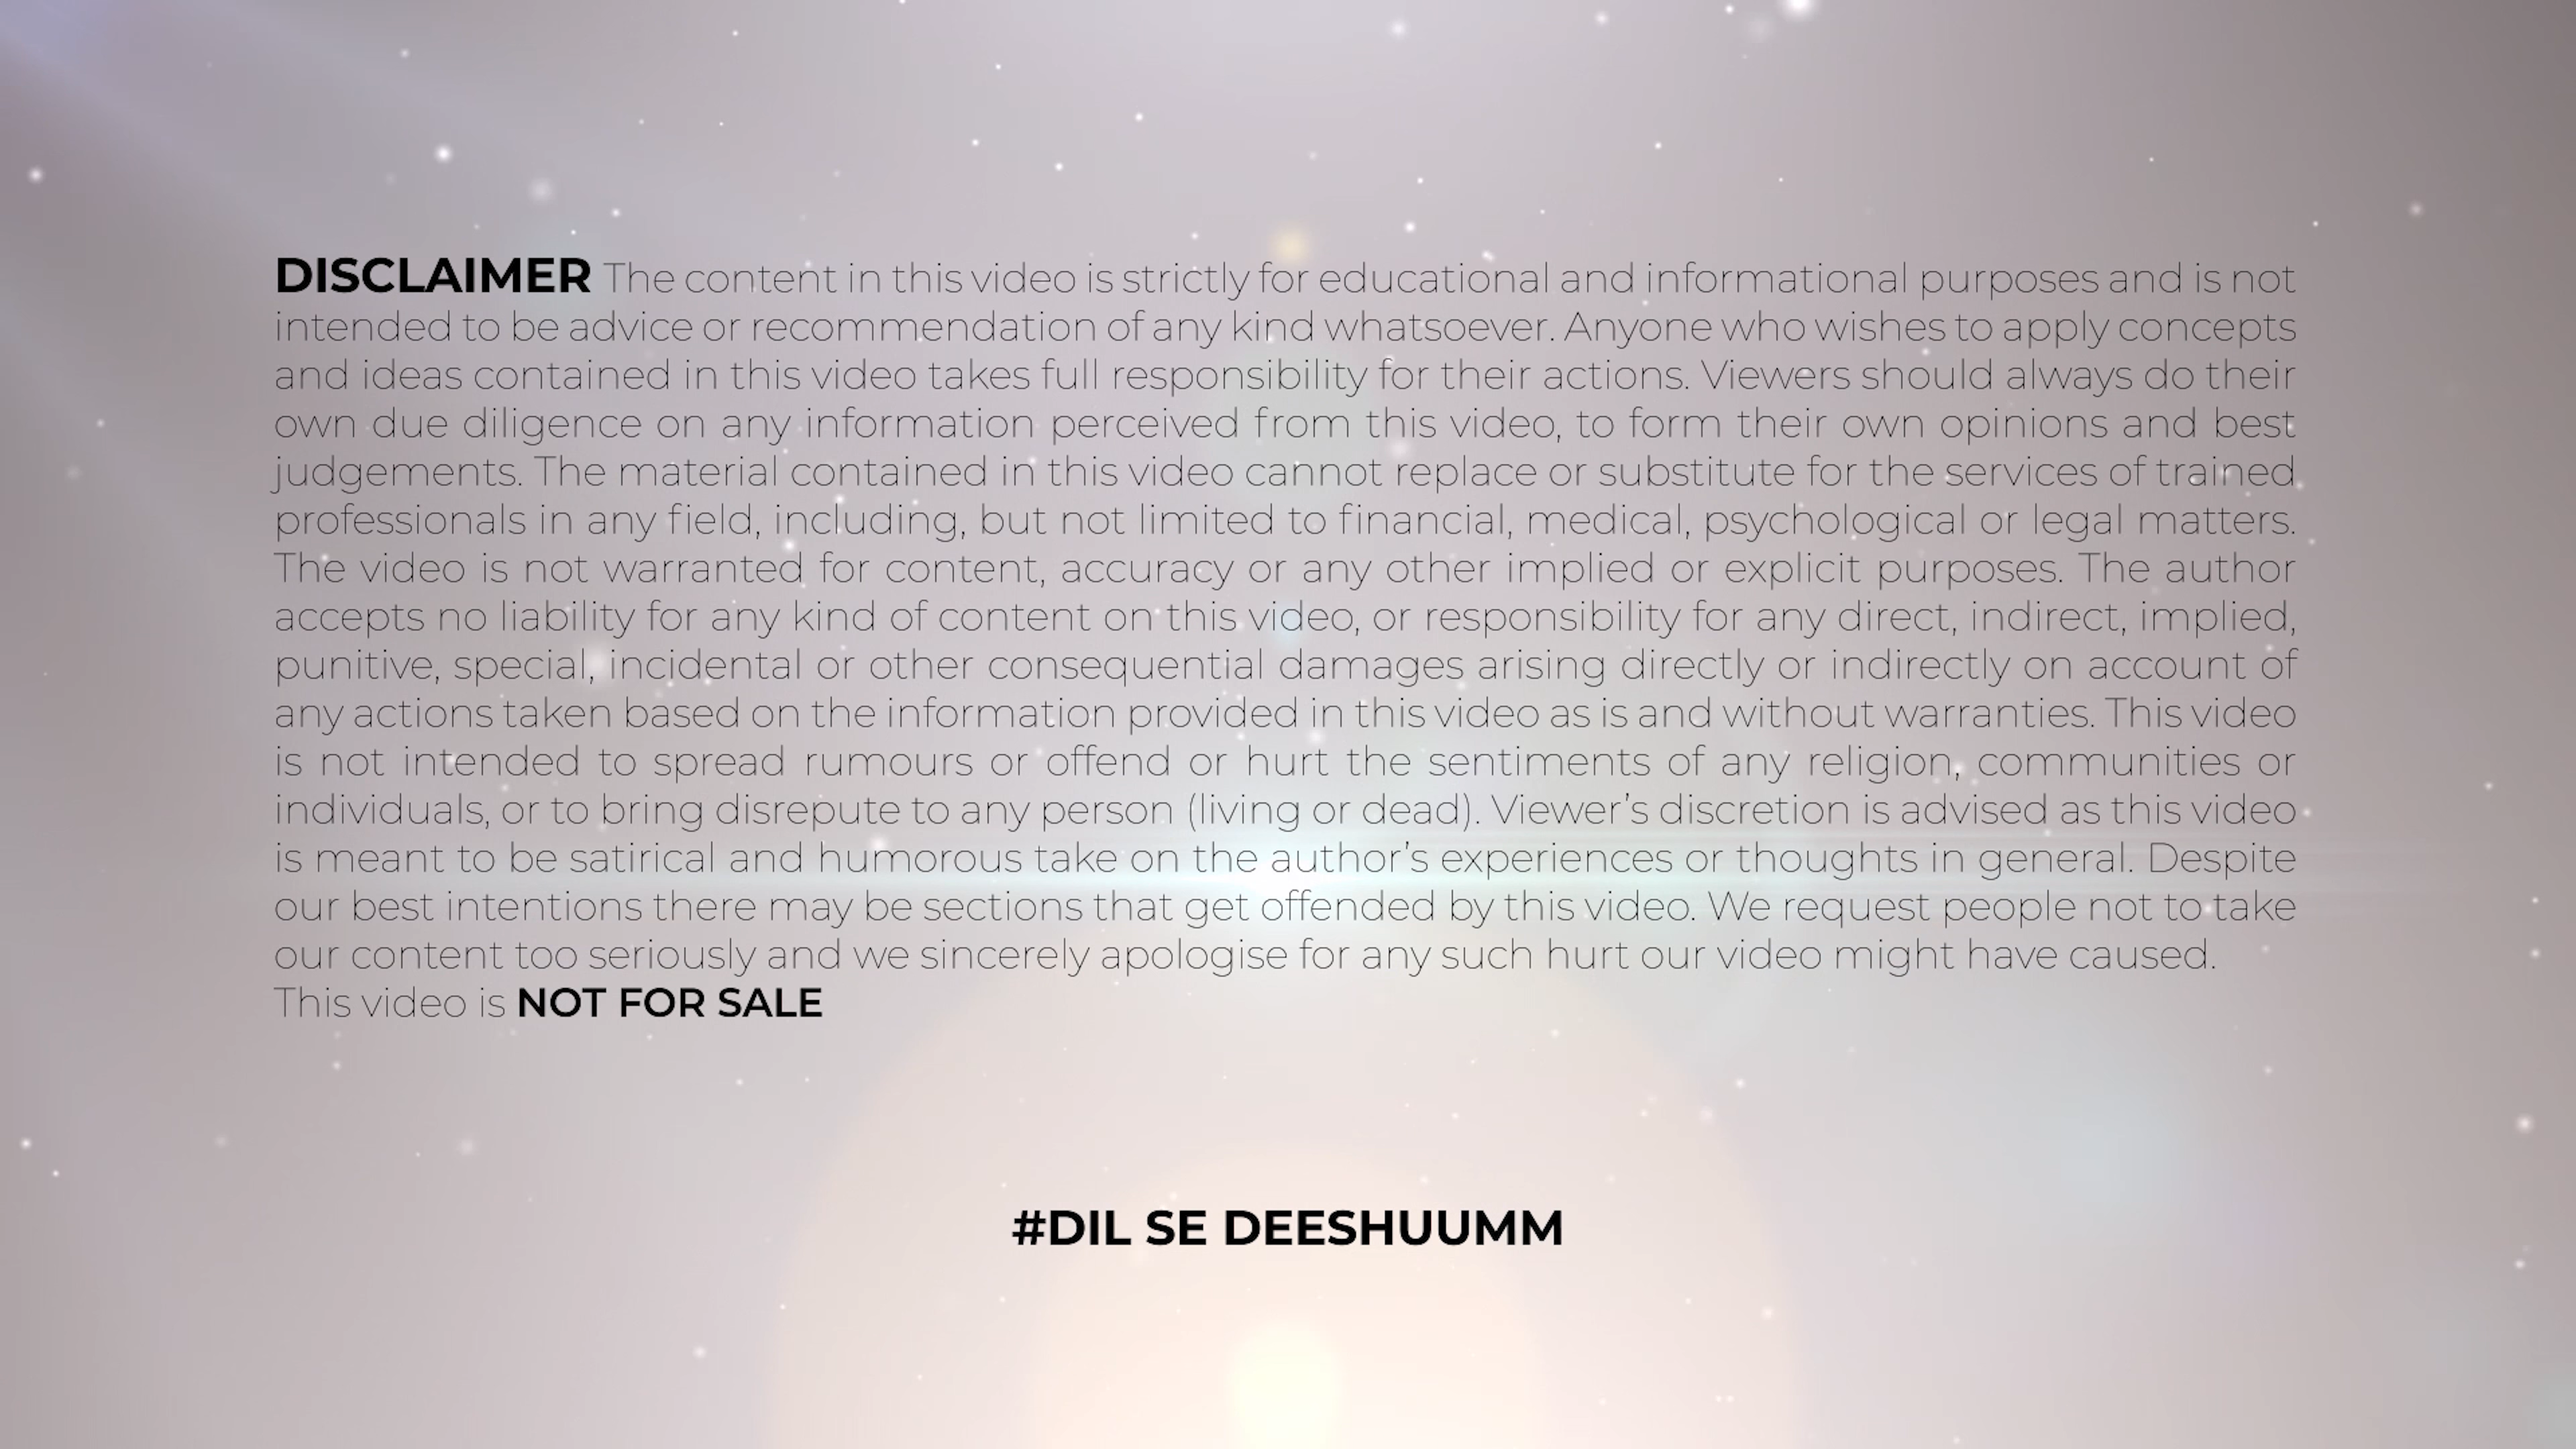 DISCLAIMER The content in this video is strictly for educational and informational purposes and is not
intended to be advice or recommendation of any kind whatsoever. Anyone who wishes to apply concepts
and ideas contained in this video takes full responsibility for their actions. Viewers should always do their
own due diligence on any information perceived from this video, to form their own opinions and best
judgements. The material contained in this video cannot replace or substitute for the services of trained
professionals in any field, including, but not limited to financial, medical, psychological or legal matters.
The video is not warranted for content, accuracy or any other implied or explicit purposes. The author
accepts no liability for any kind of content on this video, or responsibility for any direct, indirect, implied,
punitive, special, incidental or other consequential damages arising directly or indirectly on account of
any actions taken based on the information provided in this video as is and without warranties. This video
is not intended to spread rumours or offend or hurt the sentiments of any religion, communities or
individuals, or to bring disrepute to any person (living or dead). Viewer’s discretion is advised as this video
is meant to be satirical and humorous take on the author’s experiences or thoughts in general. Despite
our best intentions there may be sections that get offended by this video. We request people not to take
our content too seriously and we sincerely apologise for any such hurt our video might have caused.
This video is NOT FOR SALE
#DIL SE DEESHUUMM